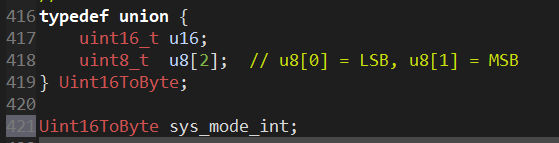 416 typedef union {
417     uint16_t u16;
418     uint8_t  u8[2];  // u8[0] = LSB, u8[1] = MSB
419 } Uint16ToByte;
420
421 Uint16ToByte sys_mode_int;